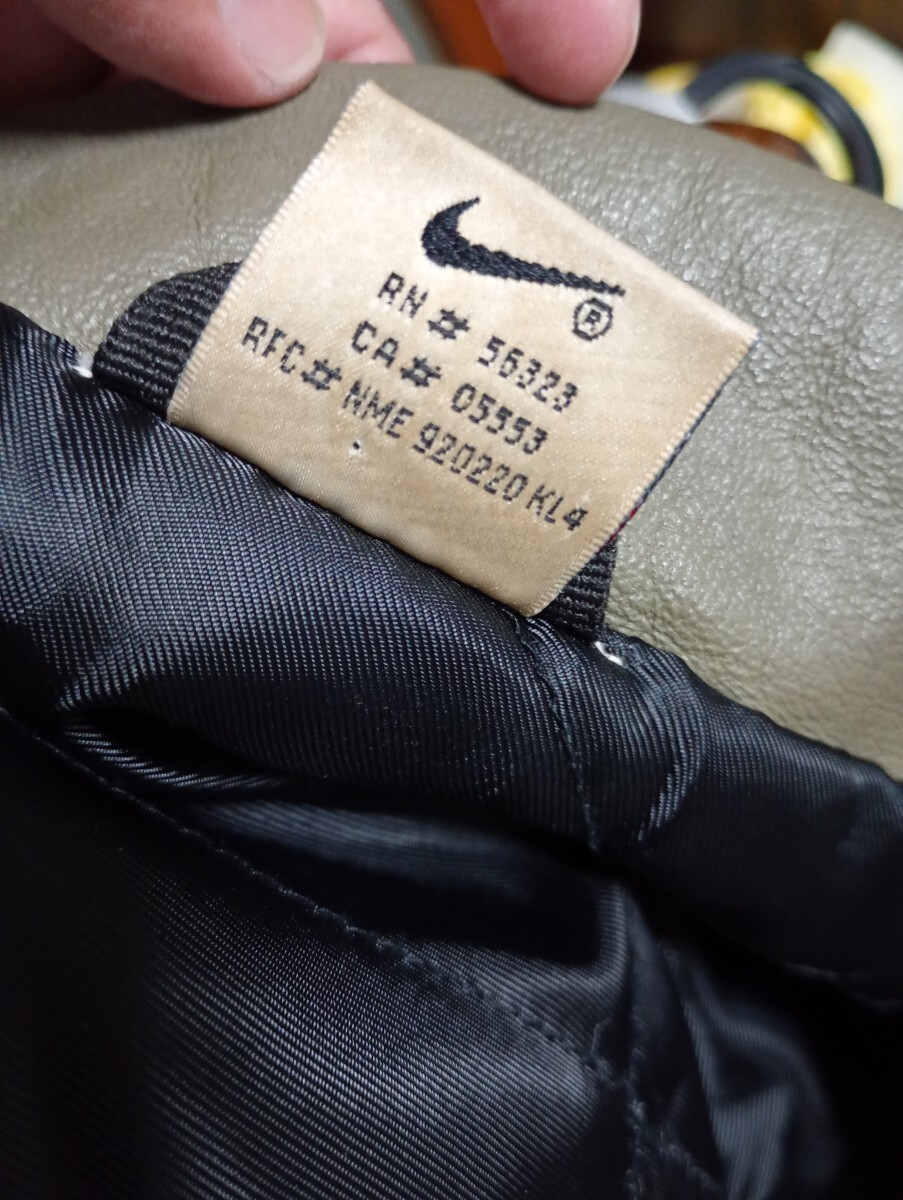 ®
RN # 56323
CA # 05553
RFC# NME 920220 KL4